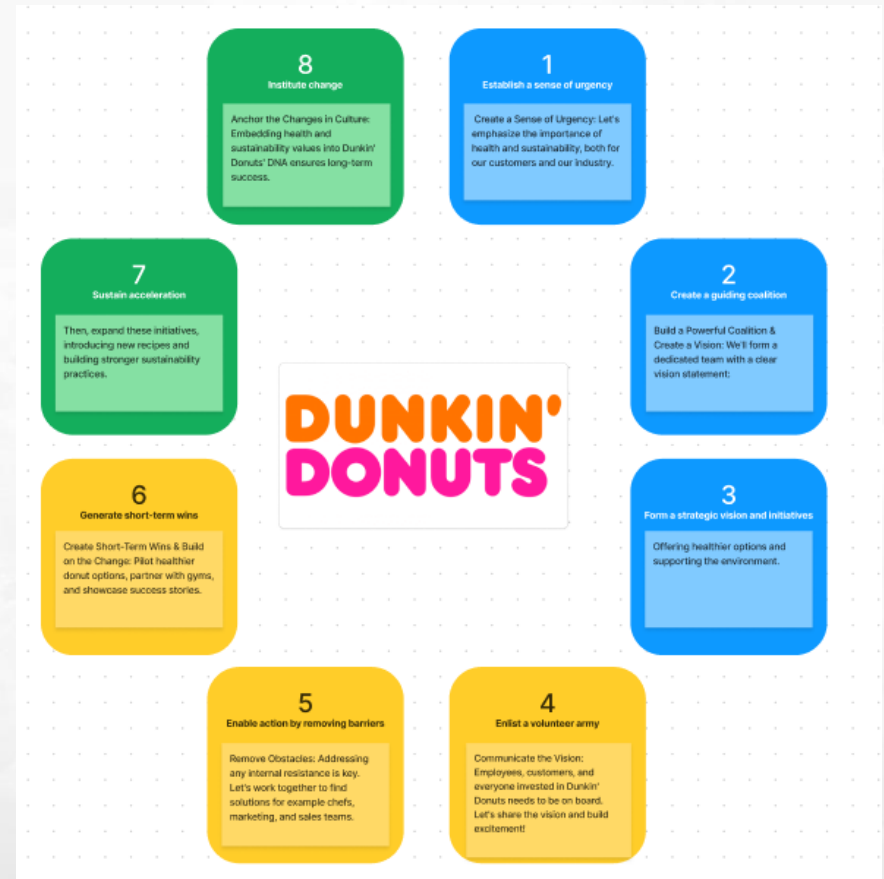 8
Institute change
Anchor the Changes in Culture:
Embedding health and
sustainability values into Dunkin'
Donuts' DNA ensures long-term
success.
1
Establish a sense of urgency
Create a Sense of Urgency: Let's
emphasize the importance of
health and sustainability, both for
our customers and our industry.
7
Sustain acceleration
Then, expand these initiatives,
introducing new recipes and
building stronger sustainability
practices.
2
Create a guiding coalition
Build a Powerful Coalition &
Create a Vision: We'll form a
dedicated team with a clear
vision statement:
DUNKIN'
DONUTS
6
Generate short-term wins
Create Short-Term Wins & Build
on the Change: Pilot healthier
donut options, partner with gyms,
and showcase success stories.
3
Form a strategic vision and initiatives
Offering healthier options and
supporting the environment.
5
Enable action by removing barriers
Remove Obstacles: Addressing
any internal resistance is key.
Let's work together to find
solutions for example chefs,
marketing, and sales teams.
4
Enlist a volunteer army
Communicate the Vision:
Employees, customers, and
everyone invested in Dunkin'
Donuts needs to be on board.
Let's share the vision and build
excitement!